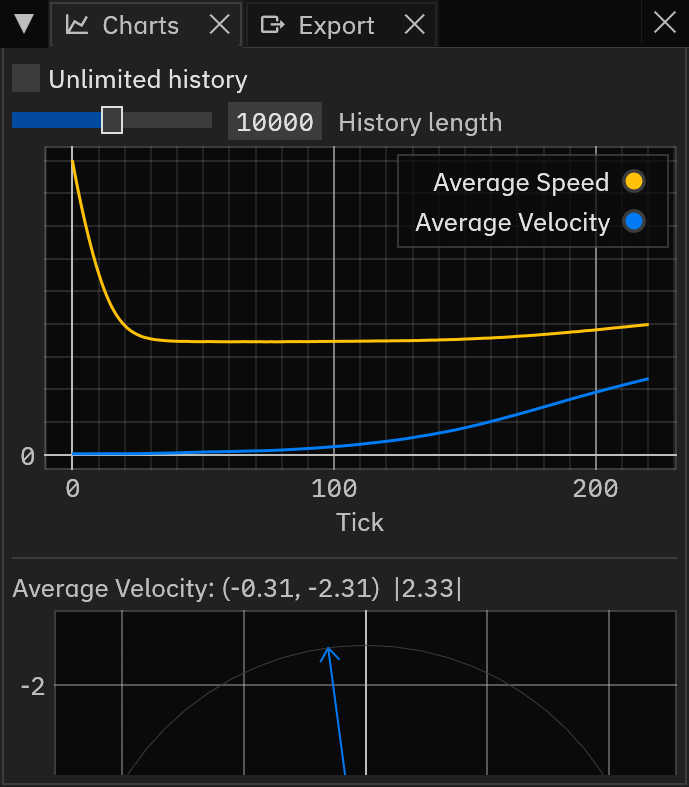 Charts Export
Unlimited history
10000 History length
Average Speed
Average Velocity
0
0 100 200
Tick
Average Velocity: (-0.31, -2.31) |2.33|
-2